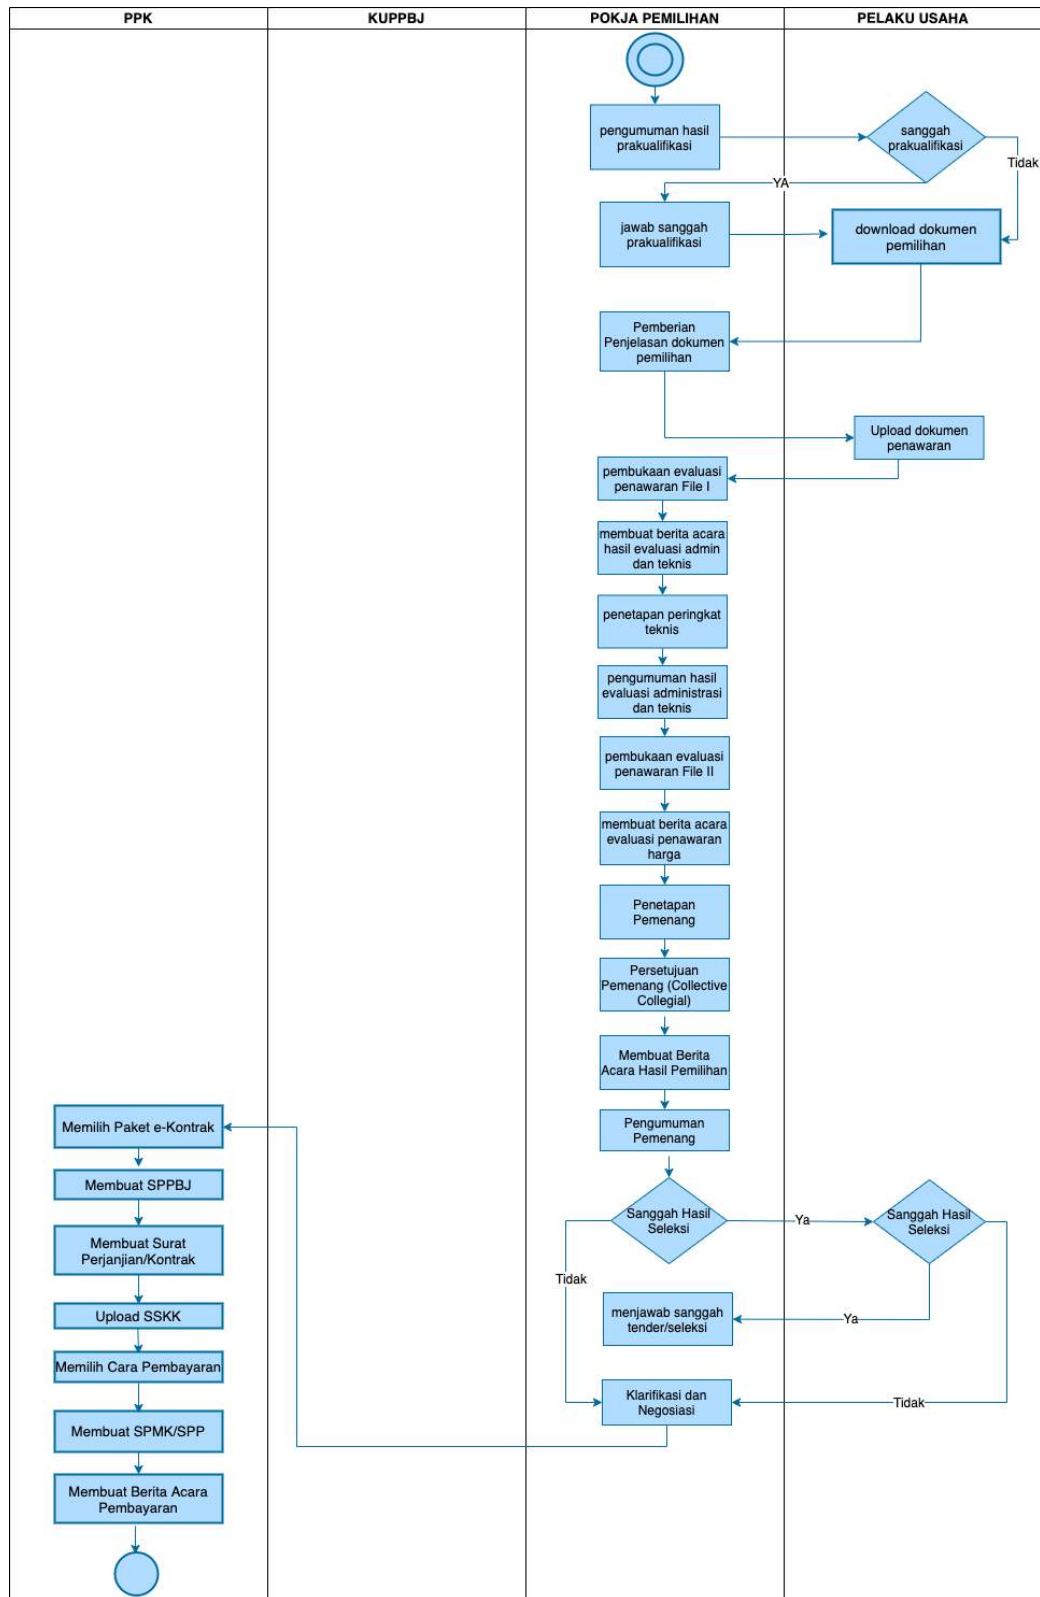 PPK
KUPPBJ
POKJA PEMILIHAN
PELAKU USAHA
pengumuman hasil
prakualifikasi
sanggah
prakualifikasi
Tidak
YA
jawab sanggah
prakualifikasi
download dokumen
pemilihan
Pemberian
Penjelasan dokumen
pemilihan
Upload dokumen
penawaran
pembukaan evaluasi
penawaran File I
membuat berita acara
hasil evaluasi admin
dan teknis
penetapan peringkat
teknis
pengumuman hasil
evaluasi administrasi
dan teknis
pembukaan evaluasi
penawaran File II
membuat berita acara
evaluasi penawaran
harga
Penetapan
Pemenang
Persetujuan
Pemenang (Collective
Collegial)
Membuat Berita
Acara Hasil Pemilihan
Pengumuman
Pemenang
Sanggah Hasil
Seleksi
Ya
Sanggah Hasil
Seleksi
Tidak
menjawab sanggah
tender/seleksi
Ya
Klarifikasi dan
Negosiasi
Tidak
Memilih Paket e-Kontrak
Membuat SPPBJ
Membuat Surat
Perjanjian/Kontrak
Upload SSKK
Memilih Cara Pembayaran
Membuat SPMK/SPP
Membuat Berita Acara
Pembayaran